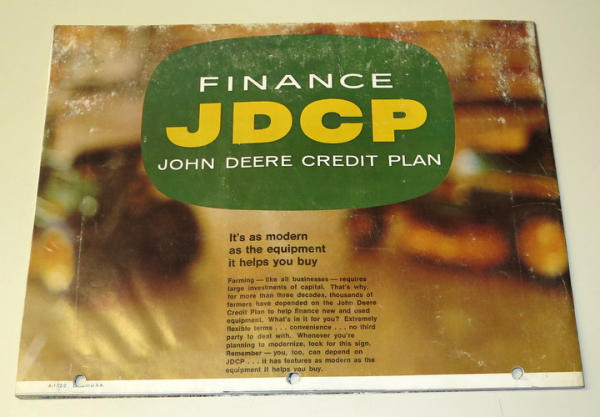 FINANCE
JDCP
JOHN DEERE CREDIT PLAN
It's as modern
as the equipment
it helps you buy
Farming — like all businesses — requires
large investments of capital. That's why,
for more than three decades, thousands of
farmers have depended on the John Deere
Credit Plan to help finance new and used
equipment. What's in it for you? Extremely
flexible terms . . . convenience . . . no third
party to deal with. Whenever you're
planning to modernize, look for this sign.
Remember — you, too, can depend on
JDCP . . . it has features as modern as the
equipment it helps you buy.